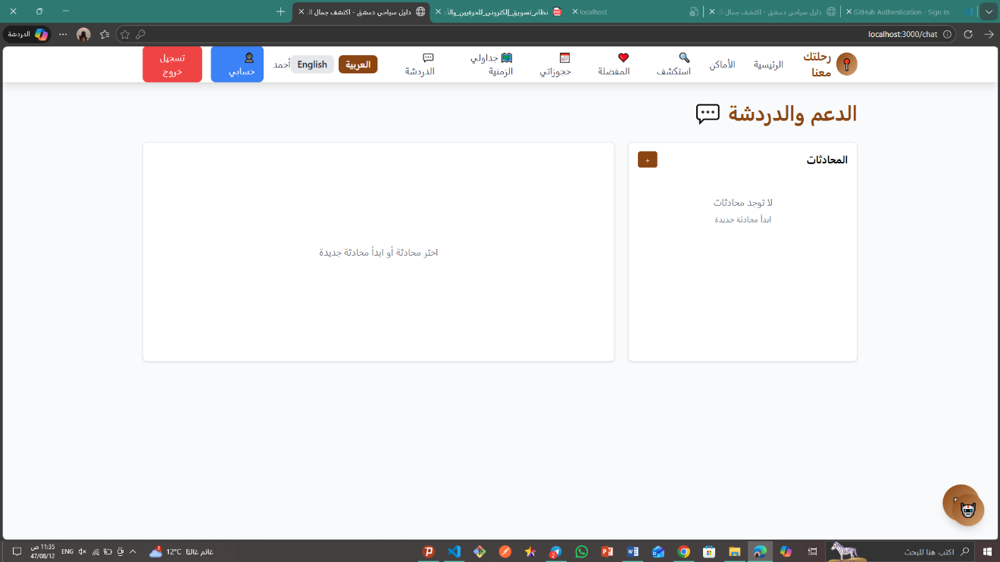 GitHub Authentication - Sign In
دليل سياحي دمشق - اكتشف جمال ال
localhost
نظام_تسويق_إلكتروني_للحرفيين_والأ
دليل سياحي دمشق - اكتشف جمال ال
localhost:3000/chat
الدردشة
رحلتك
معنا
الرئيسية
الأماكن
استكشف
المفضلة
حجوزاتي
جداولي
الزمنية
الدردشة
العربية
English
أحمد
حسابي
تسجيل
خروج
الدعم والدردشة
المحادثات
+
لا توجد محادثات
ابدأ محادثة جديدة
اختر محادثة أو ابدأ محادثة جديدة
اكتب هنا للبحث
2
2
12°C غائم غالبًا
ENG
11:35 ص
47/08/12